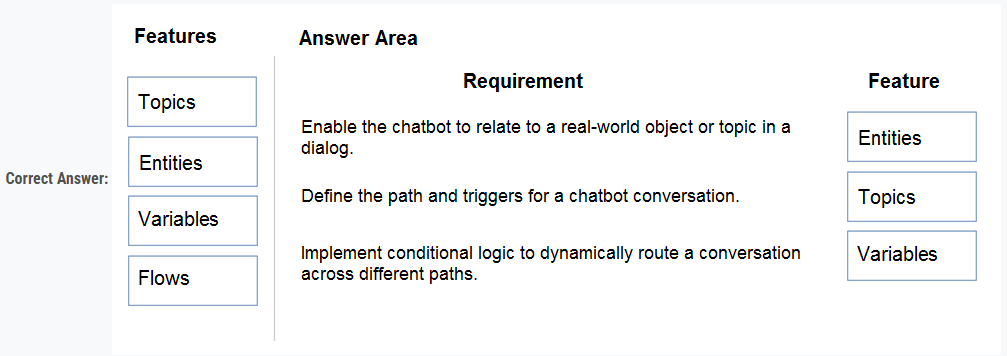 Correct Answer:
Features
Topics
Entities
Variables
Flows
Answer Area
Requirement
Feature
Enable the chatbot to relate to a real-world object or topic in a
dialog.
Entities
Define the path and triggers for a chatbot conversation.
Topics
Implement conditional logic to dynamically route a conversation
across different paths.
Variables